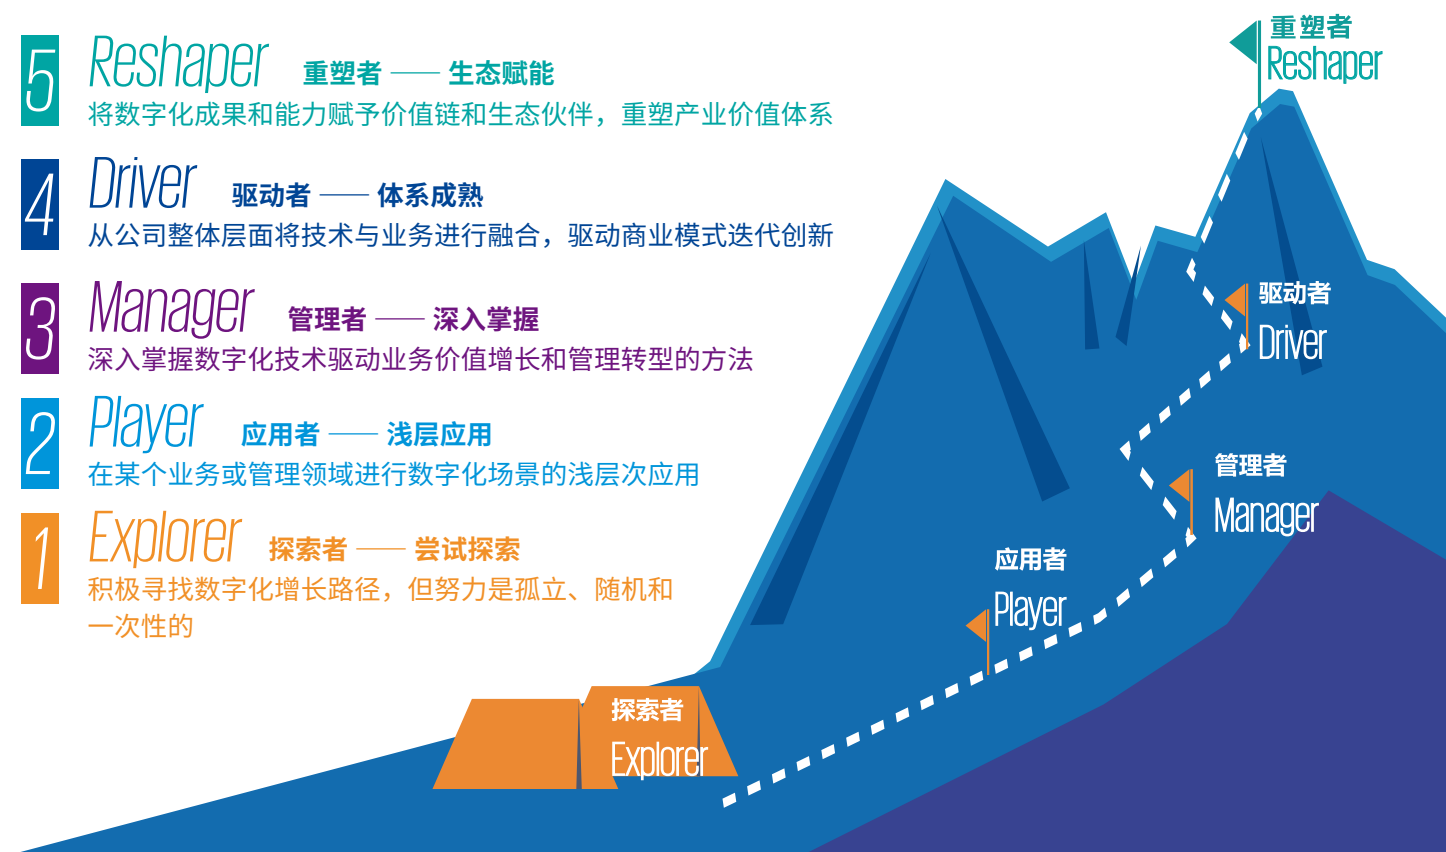 5
Reshaper 重塑者 —— 生态赋能
将数字化成果和能力赋予价值链和生态伙伴，重塑产业价值体系
4
Driver 驱动者 —— 体系成熟
从公司整体层面将技术与业务进行融合，驱动商业模式迭代创新
3
Manager 管理者 —— 深入掌握
深入掌握数字化技术驱动业务价值增长和管理转型的方法
2
Player 应用者 —— 浅层应用
在某个业务或管理领域进行数字化场景的浅层次应用
1
Explorer 探索者 —— 尝试探索
积极寻找数字化增长路径，但努力是孤立、随机和
一次性的
重塑者
Reshaper
驱动者
Driver
管理者
Manager
应用者
Player
探索者
Explorer